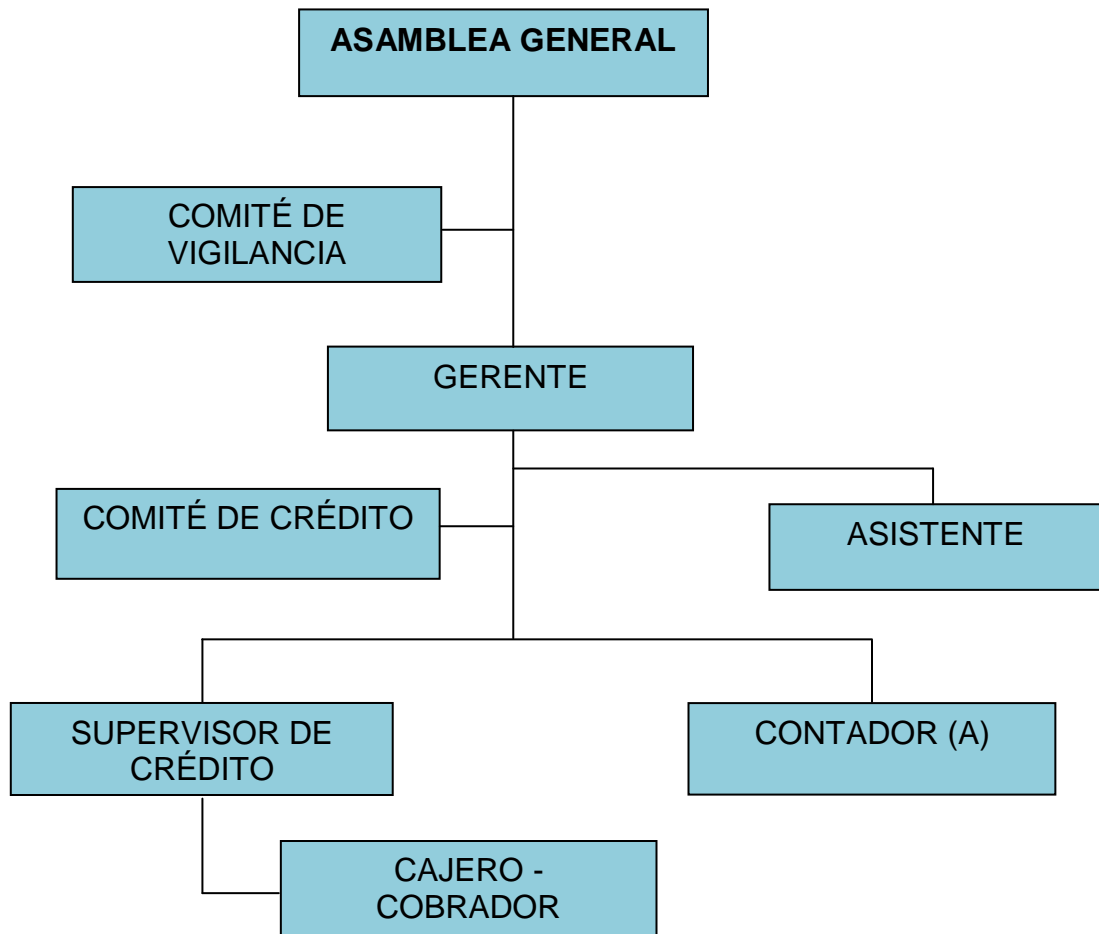 ASAMBLEA GENERAL
COMITÉ DE
VIGILANCIA
GERENTE
COMITÉ DE CRÉDITO
ASISTENTE
SUPERVISOR DE
CRÉDITO
CONTADOR (A)
CAJERO -
COBRADOR